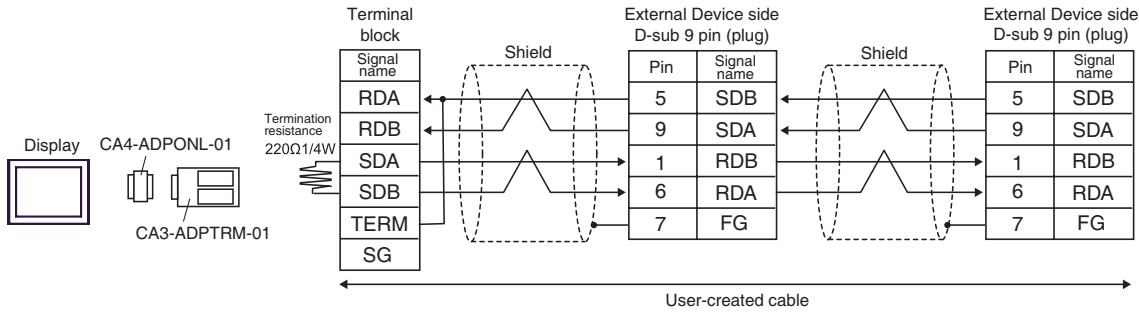 Terminal
block
External Device side
D-sub 9 pin (plug)
External Device side
D-sub 9 pin (plug)
Signal
name
Shield
Pin
Signal
name
Shield
Pin
Signal
name
RDA
5
SDB
5
SDB
Termination
resistance
220Ω1/4W
RDB
9
SDA
9
SDA
Display
CA4-ADPONL-01
SDA
1
RDB
1
RDB
SDB
6
RDA
6
RDA
CA3-ADPTRM-01
TERM
7
FG
7
FG
SG
User-created cable